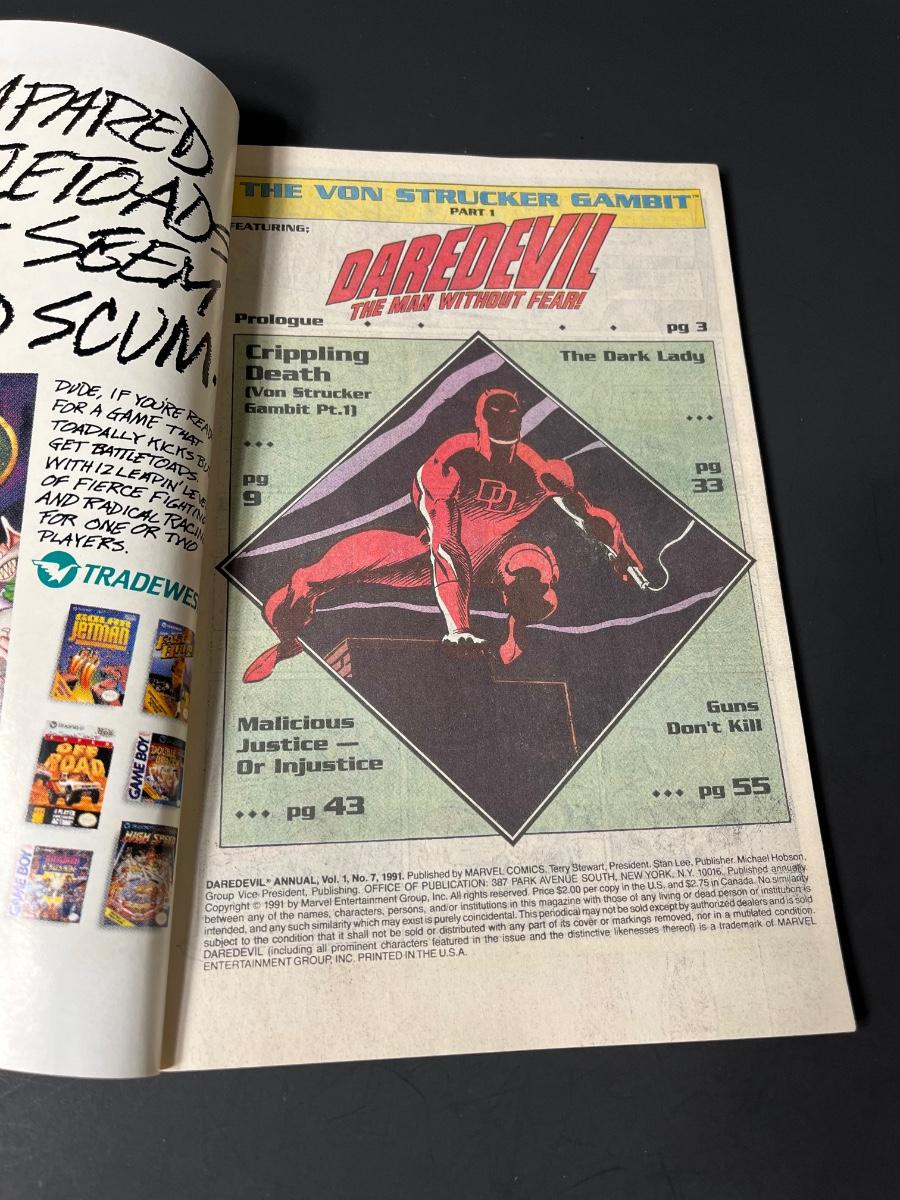 SEEM
SCUM.
DUDE, IF YOU'RE
FOR A GAME THAT
TOADALLY KICKS
GET BATTLETOADS.
WITH 12 LEAPIN'
OF FIERCE FIGHTING
AND RADICAL RACING
FOR ONE OR TWO
PLAYERS.
SOLAR
JETMAN
OFF
ROAD
GAME BOY
HIGH SPEED
GAME BOY
THE VON STRUCKER GAMBIT™
PART 1
FEATURING;
DAREDEVIL
THE MAN WITHOUT FEAR!
Prologue pg 3
Crippling
Death
(Von Strucker
Gambit Pt.1)
pg
9
The Dark Lady
pg
33
DD
Malicious
Justice —
Or Injustice
pg 43
Guns
Don't Kill
pg 55
DAREDEVIL® ANNUAL, Vol. 1, No. 7, 1991. Published by MARVEL COMICS, Terry Stewart, President. Stan Lee, Publisher. Michael Hobson,
Group Vice-President, Publishing. OFFICE OF PUBLICATION: 387 PARK AVENUE SOUTH, NEW YORK, N.Y. 10016. Published annually.
Copyright © 1991 by Marvel Entertainment Group, Inc. All rights reserved. Price $2.00 per copy in the U.S. and $2.75 in Canada. No similarity
between any of the names, characters, persons, and/or institutions in this magazine with those of any living or dead person or institution is
intended, and any such similarity which may exist is purely coincidental. This periodical may not be sold except by authorized dealers and is sold
subject to the condition that it shall not be sold or distributed with any part of its cover or markings removed, nor in a mutilated condition.
DAREDEVIL (including all prominent characters featured in the issue and the distinctive likenesses thereof) is a trademark of MARVEL
ENTERTAINMENT GROUP, INC. PRINTED IN THE U.S.A.